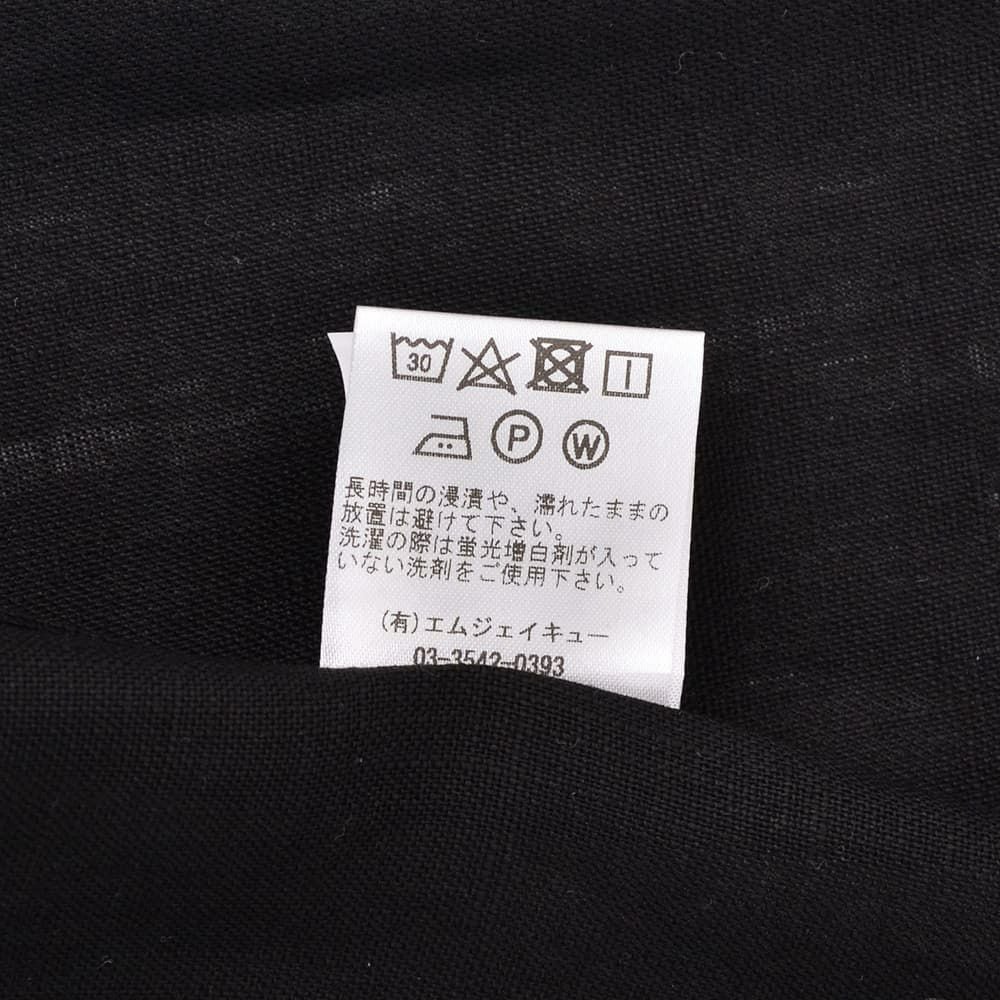 30
P W
長時間の浸漬や、濡れたままの
放置は避けて下さい。
洗濯の際は蛍光増白剤が入って
いない洗剤をご使用下さい。
(有)エムジェイキュー
03-3542-0393